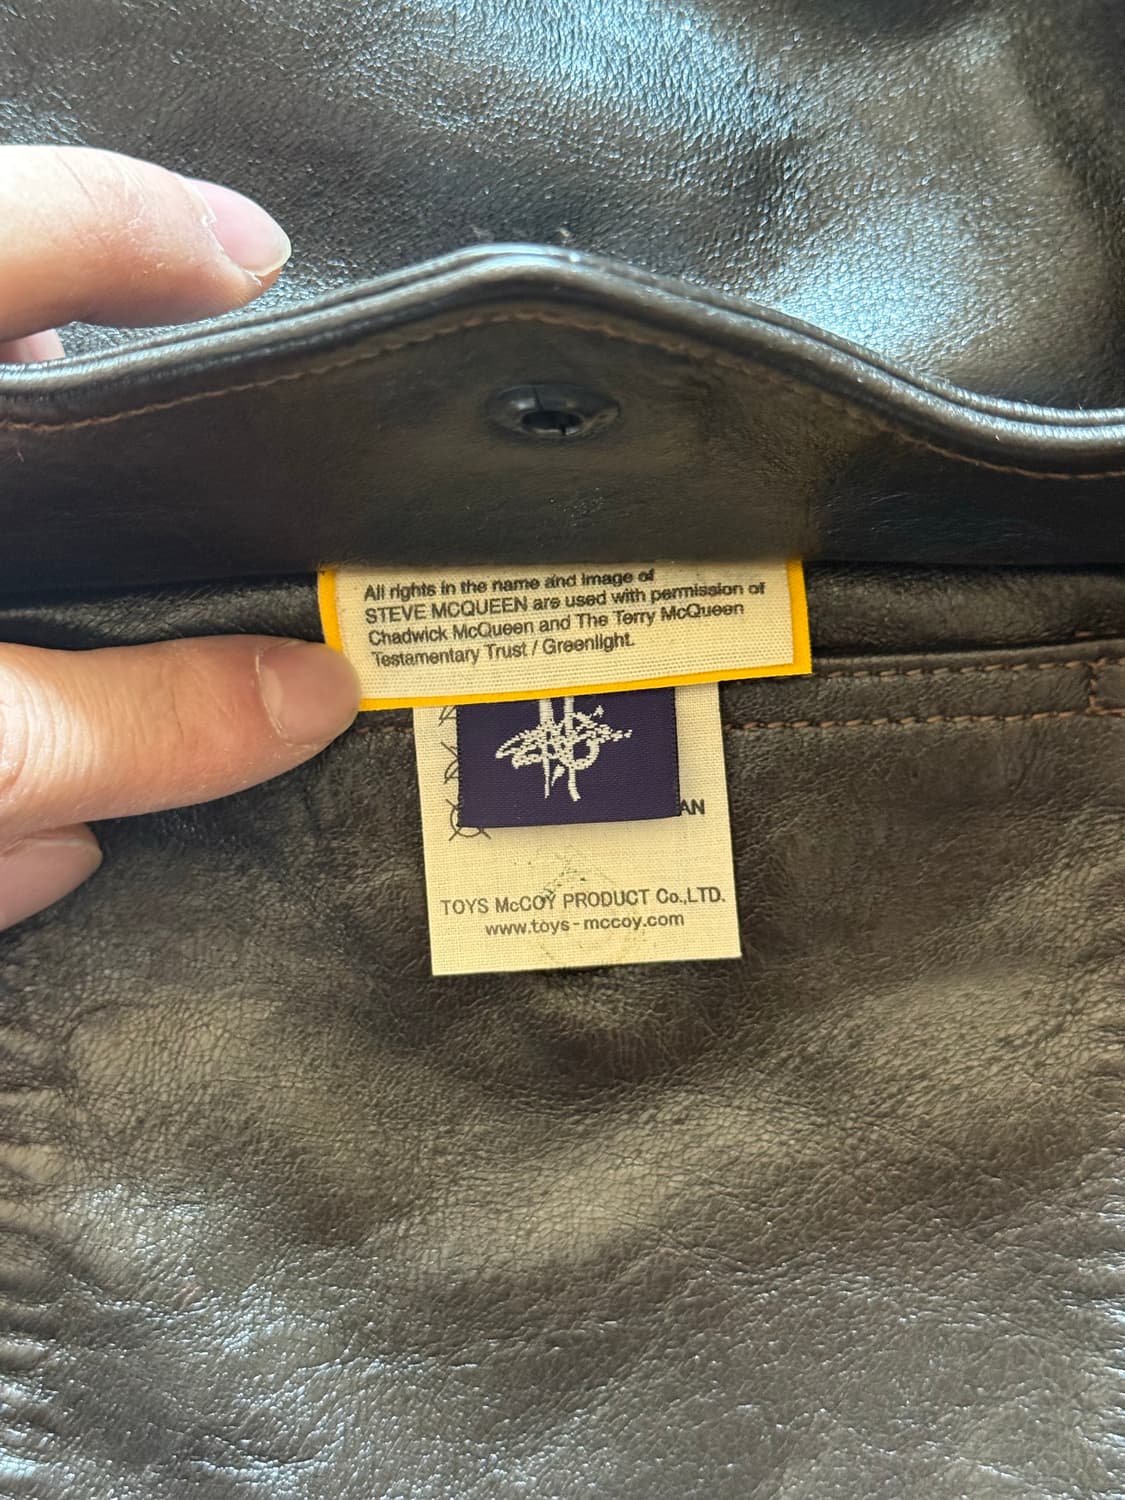 All rights in the name and image of
STEVE MCQUEEN are used with permission of
Chadwick McQueen and The Terry McQueen
Testamentary Trust / Greenlight.
AN
TOYS McCOY PRODUCT Co.,LTD.
www.toys-mccoy.com